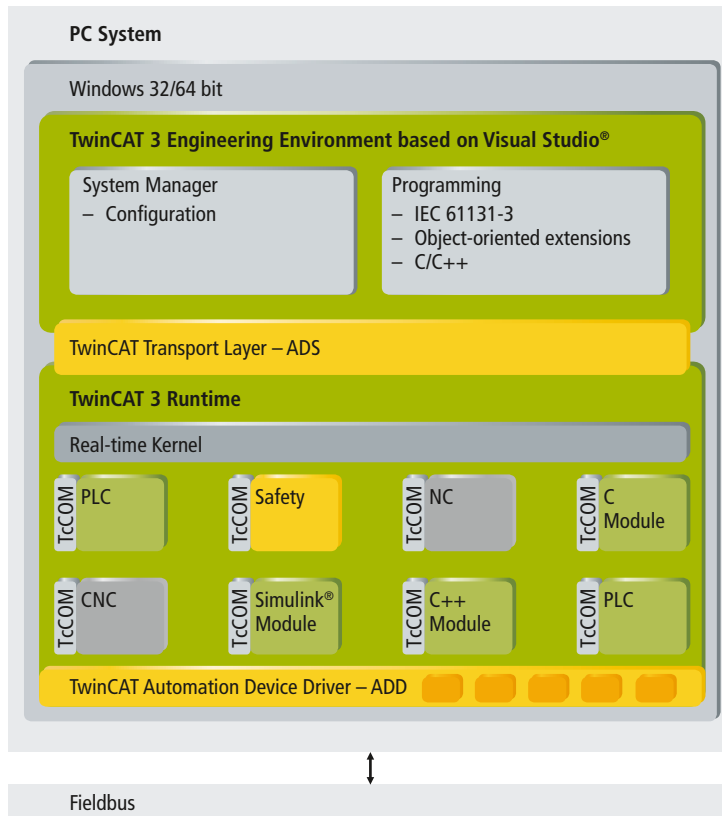 PC System
Windows 32/64 bit
TwinCAT 3 Engineering Environment based on Visual Studio®
System Manager
– Configuration
Programming
– IEC 61131-3
– Object-oriented extensions
– C/C++
TwinCAT Transport Layer – ADS
TwinCAT 3 Runtime
Real-time Kernel
TcCOM
PLC
TcCOM
Safety
TcCOM
NC
TcCOM
C
Module
TcCOM
CNC
TcCOM
Simulink®
Module
TcCOM
C++
Module
TcCOM
PLC
TwinCAT Automation Device Driver – ADD
Fieldbus